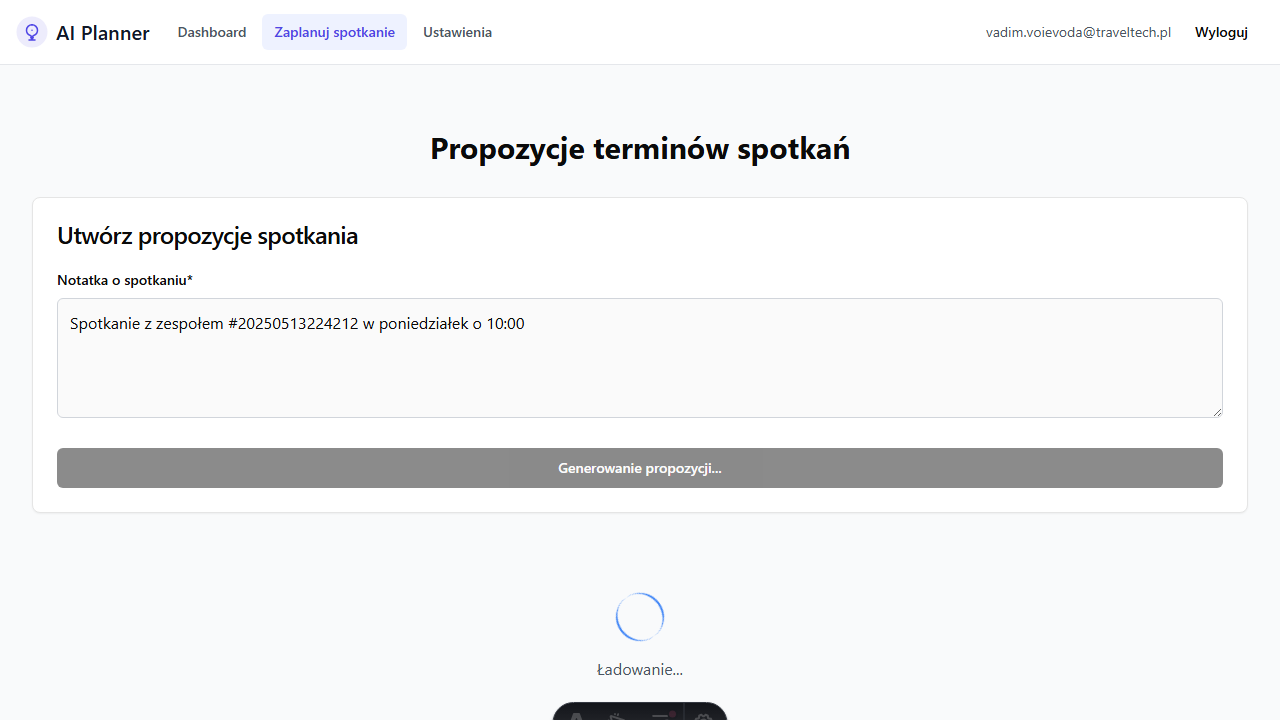 AI Planner
Dashboard
Zaplanuj spotkanie
Ustawienia
vadim.voievoda@traveltech.pl
Wyloguj
Propozycje terminów spotkań
Utwórz propozycje spotkania
Notatka o spotkaniu*
Spotkanie z zespołem #20250513224212 w poniedziałek o 10:00
Generowanie propozycji...
Ładowanie...